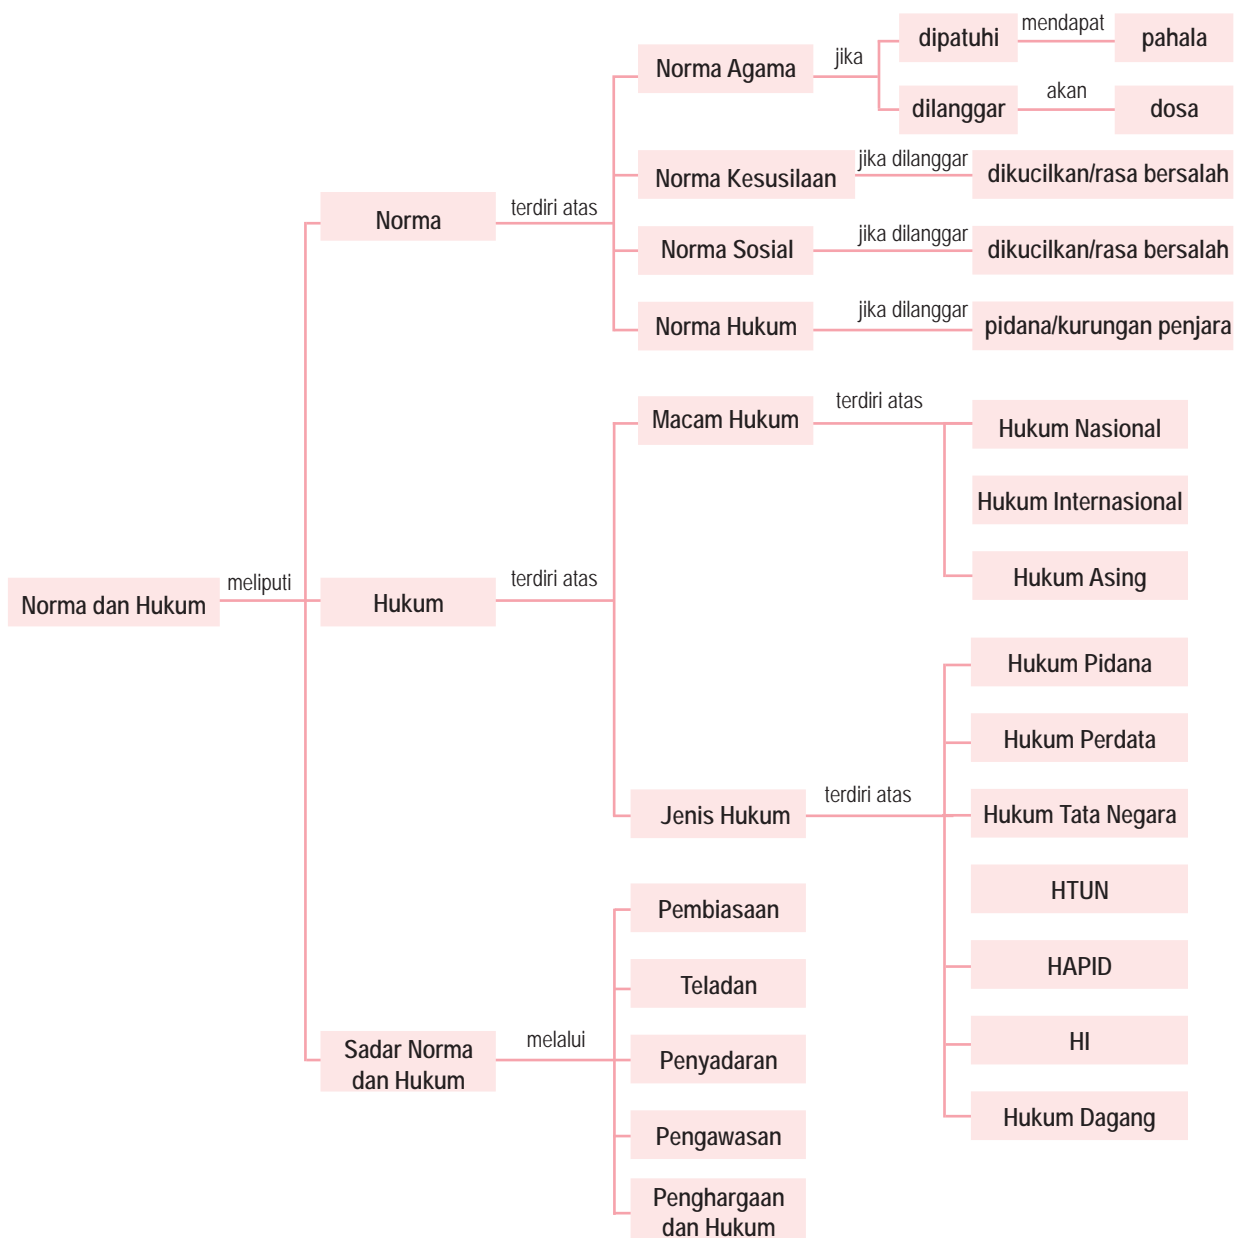 Norma dan Hukum
meliputi
Norma
terdiri atas
Norma Agama
jika
dipatuhi
mendapat
pahala
dilanggar
akan
dosa
Norma Kesusilaan
jika dilanggar
dikucilkan/rasa bersalah
Norma Sosial
jika dilanggar
dikucilkan/rasa bersalah
Norma Hukum
jika dilanggar
pidana/kurungan penjara
Hukum
terdiri atas
Macam Hukum
terdiri atas
Hukum Nasional
Hukum Internasional
Hukum Asing
Jenis Hukum
terdiri atas
Hukum Pidana
Hukum Perdata
Hukum Tata Negara
HTUN
HAPID
HI
Hukum Dagang
Sadar Norma
dan Hukum
melalui
Pembiasaan
Teladan
Penyadaran
Pengawasan
Penghargaan
dan Hukum